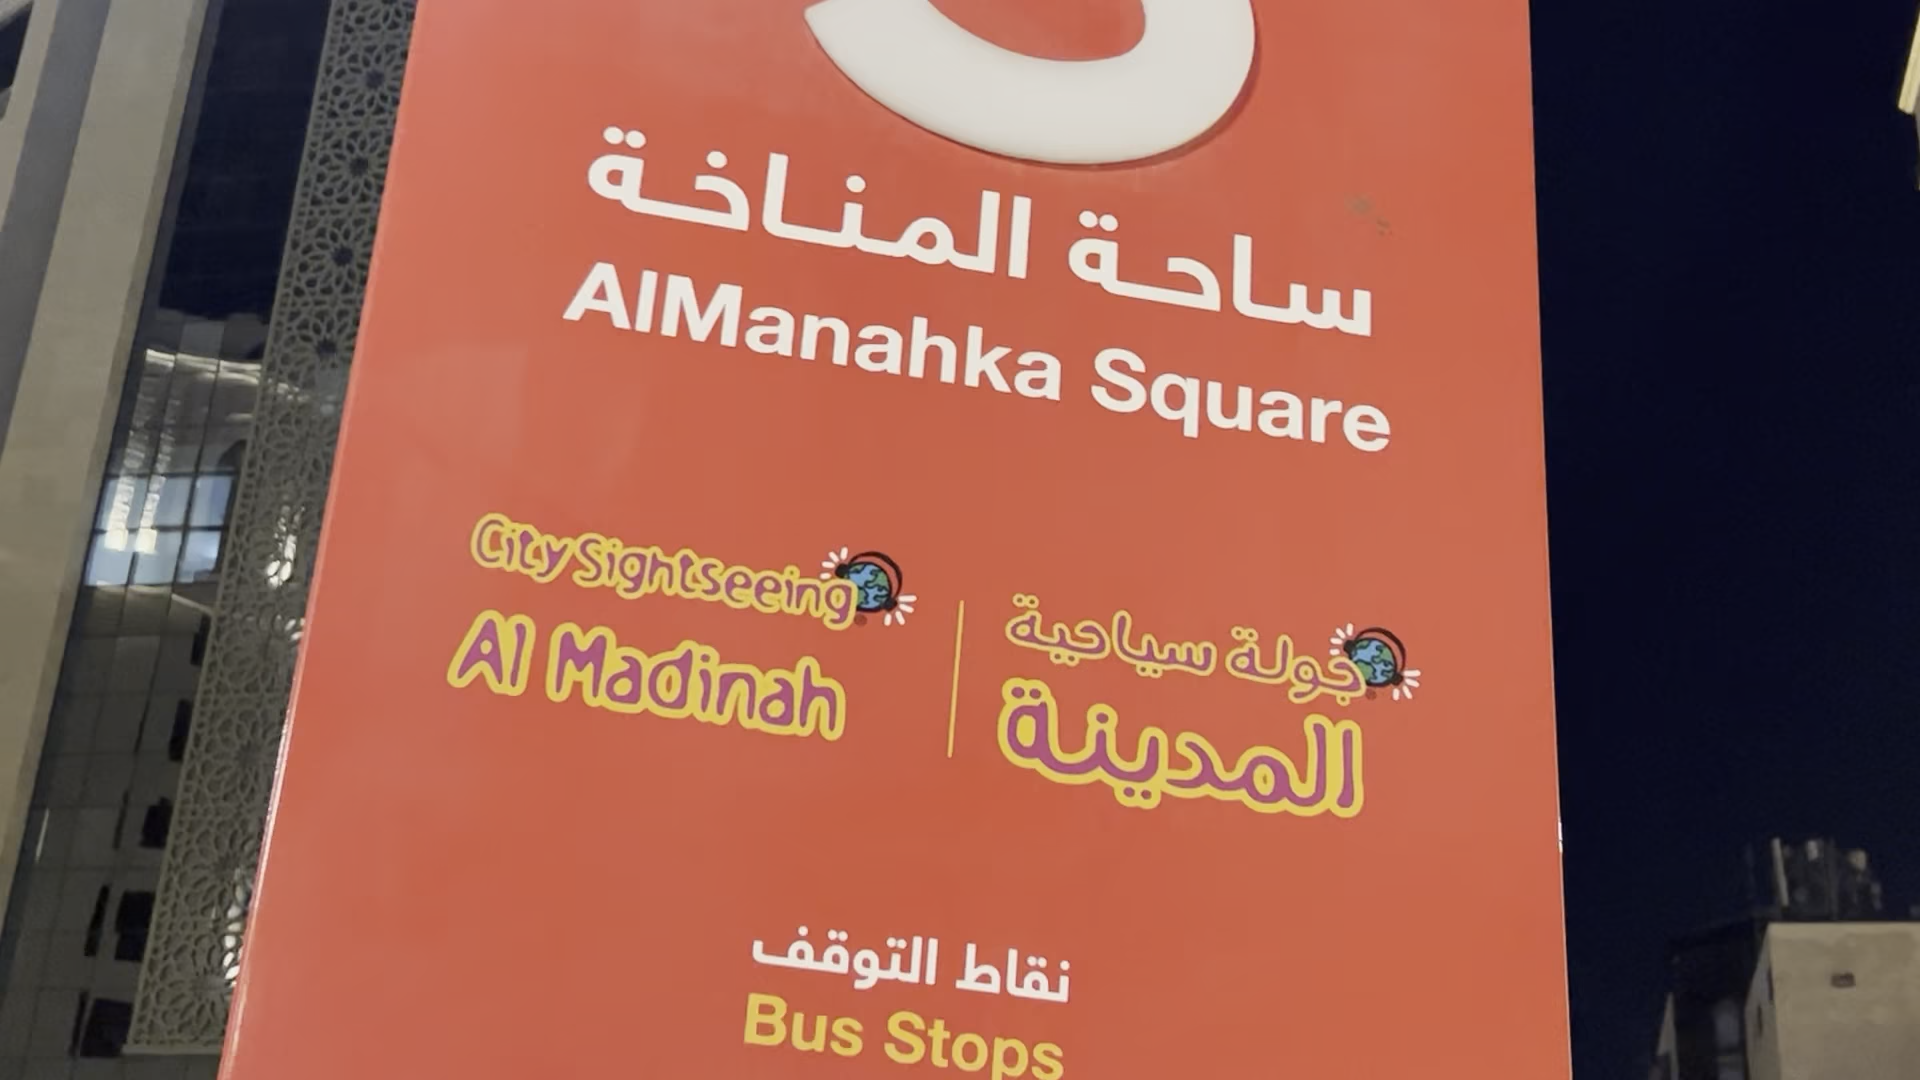 ساحة المناخة
AlManahka Square
City Sightseeing
Al Madinah
جولة سياحية
المدينة
نقاط التوقف
Bus Stops